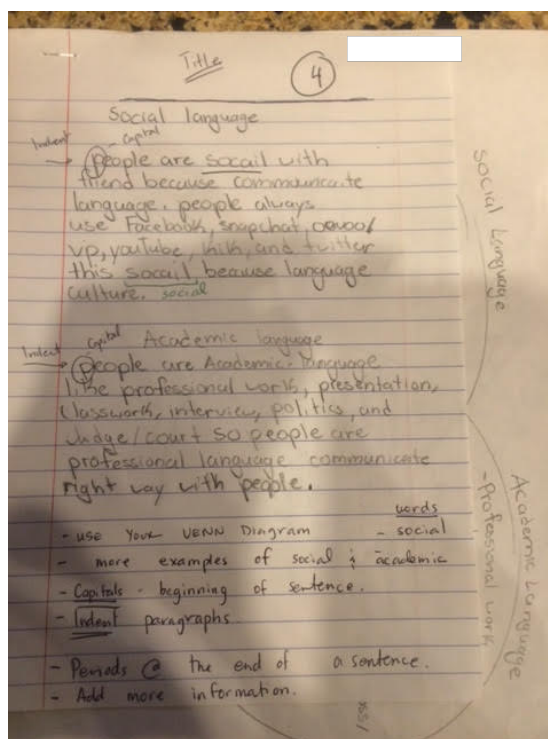 Title
4
Social language
Indent
- capital
people are socail with
friend because commouncaite
language. people always
use Facebook, snapchat, oovoo/
vp, youTube, kik, and twitter
this socail beause language
culture. social
Capital
Academic language
Indent
people are Academic. language
like professional work, presentation,
classwork, interview, politics, and
Judge/court so people are
professional language communicate
right way with people.
words
- use Your VENN Diagram - social
- more examples of social & academic
- Capitals - beginning of sentence.
- Indent paragraphs
- Periods @ the end of a sentence.
- Add more information.
Social Language
Academic Language
- Professional work